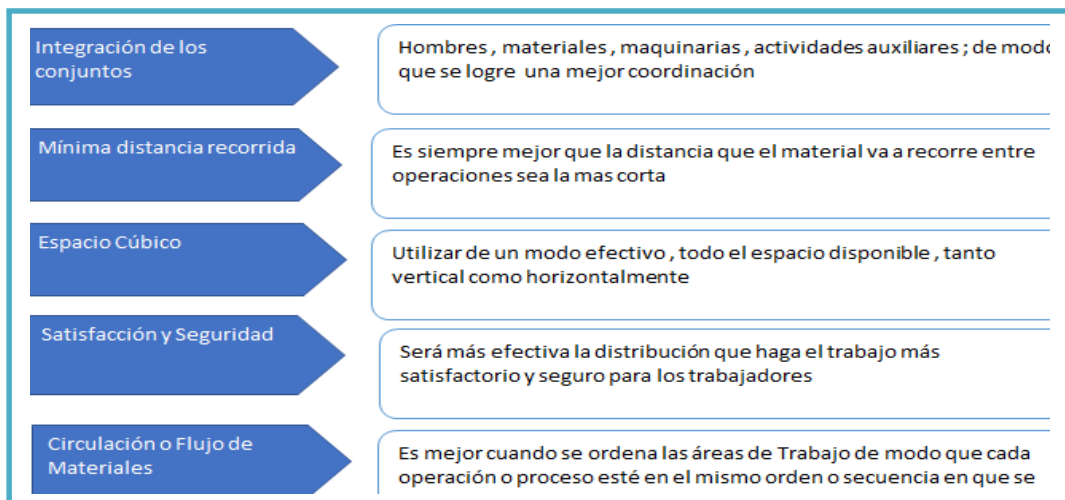 Integración de los
conjuntos
Hombres , materiales , maquinarias , actividades auxiliares ; de modo
que se logre una mejor coordinación
Mínima distancia recorrida
Es siempre mejor que la distancia que el material va a recorre entre
operaciones sea la mas corta
Espacio Cúbico
Utilizar de un modo efectivo , todo el espacio disponible , tanto
vertical como horizontalmente
Satisfacción y Seguridad
Será más efectiva la distribución que haga el trabajo más
satisfactorio y seguro para los trabajadores
Circulación o Flujo de
Materiales
Es mejor cuando se ordena las áreas de Trabajo de modo que cada
operación o proceso esté en el mismo orden o secuencia en que se